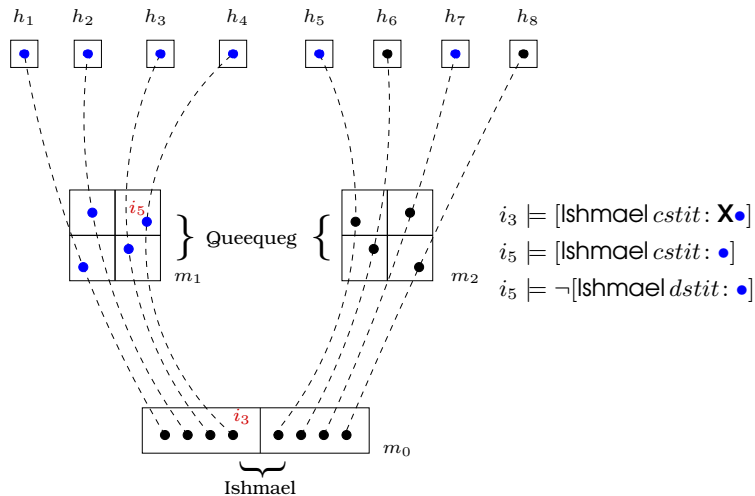 h₁ h₂ h₃ h₄ h₅ h₆ h₇ h₈
i₅
} Queequeg {
m₁ m₂
i₃ ⊨ [Ishmael cstit: X●]
i₅ ⊨ [Ishmael cstit: ●]
i₅ ⊨ ¬[Ishmael dstit: ●]
i₃
m₀
Ishmael